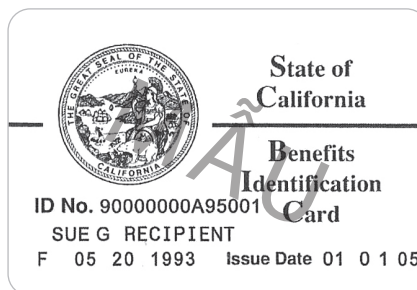 THE GREAT SEAL OF THE STATE OF CALIFORNIA
EUREKA
State of
California
Benefits
Identification
Card
MẪU
ID No. 90000000A95001
SUE G RECIPIENT
F 05 20 1993 Issue Date 01 0 1 05